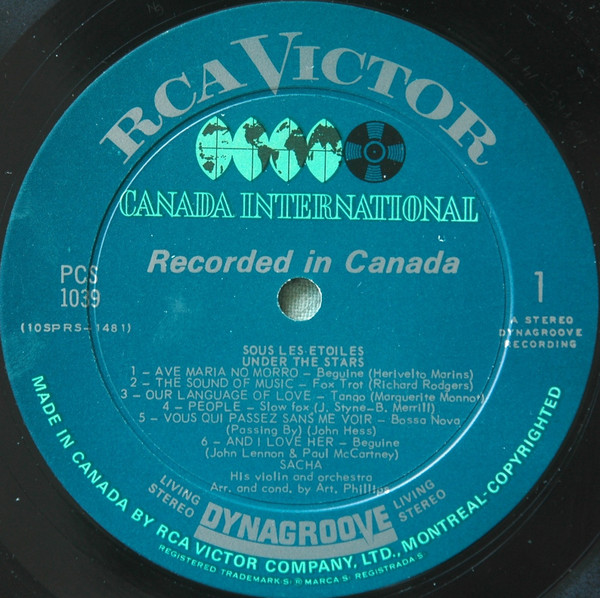 RCA VICTOR
CANADA INTERNATIONAL
Recorded in Canada
PCS
1039
(10SPRS-1481)
1
A STEREO
DYNAGROOVE
RECORDING
SOUS LES ETOILES
UNDER THE STARS
1 – AVE MARIA NO MORRO – Beguine (Herivelto Marins)
2 – THE SOUND OF MUSIC – Fox Trot (Richard Rodgers)
3 – OUR LANGUAGE OF LOVE – Tango (Marguerite Monnot)
4 – PEOPLE – Slow fox (J. Styne-B. Merrill)
5 – VOUS QUI PASSEZ SANS ME VOIR – Bossa Nova
(Passing By) (John Hess)
6 – AND I LOVE HER – Beguine
(John Lennon & Paul McCartney)
SACHA
His violin and orchestra
Arr. and cond. by Art. Phillips
LIVING
STEREO
DYNAGROOVE
LIVING
STEREO
MADE IN CANADA BY RCA VICTOR COMPANY, LTD., MONTREAL-COPYRIGHTED
REGISTERED TRADEMARK·S· ® MARCA·S· REGISTRADA·S·